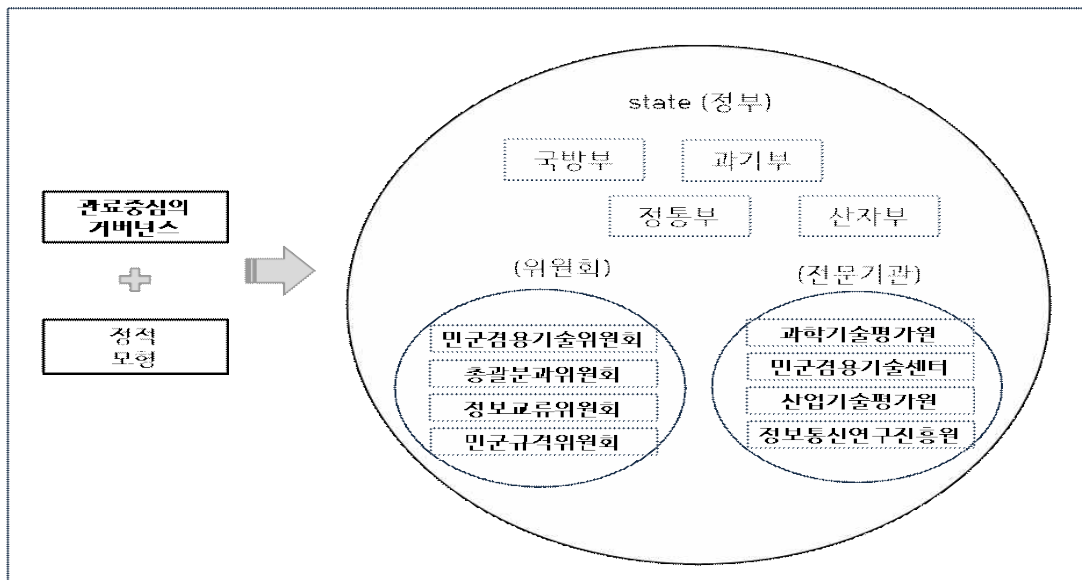 관료중심의
거버넌스
정적
모형
state (정부)
국방부
과기부
정통부
산자부
(위원회)
민군겸용기술위원회
총괄분과위원회
정보교류위원회
민군규격위원회
(전문기관)
과학기술평가원
민군겸용기술센터
산업기술평가원
정보통신연구진흥원